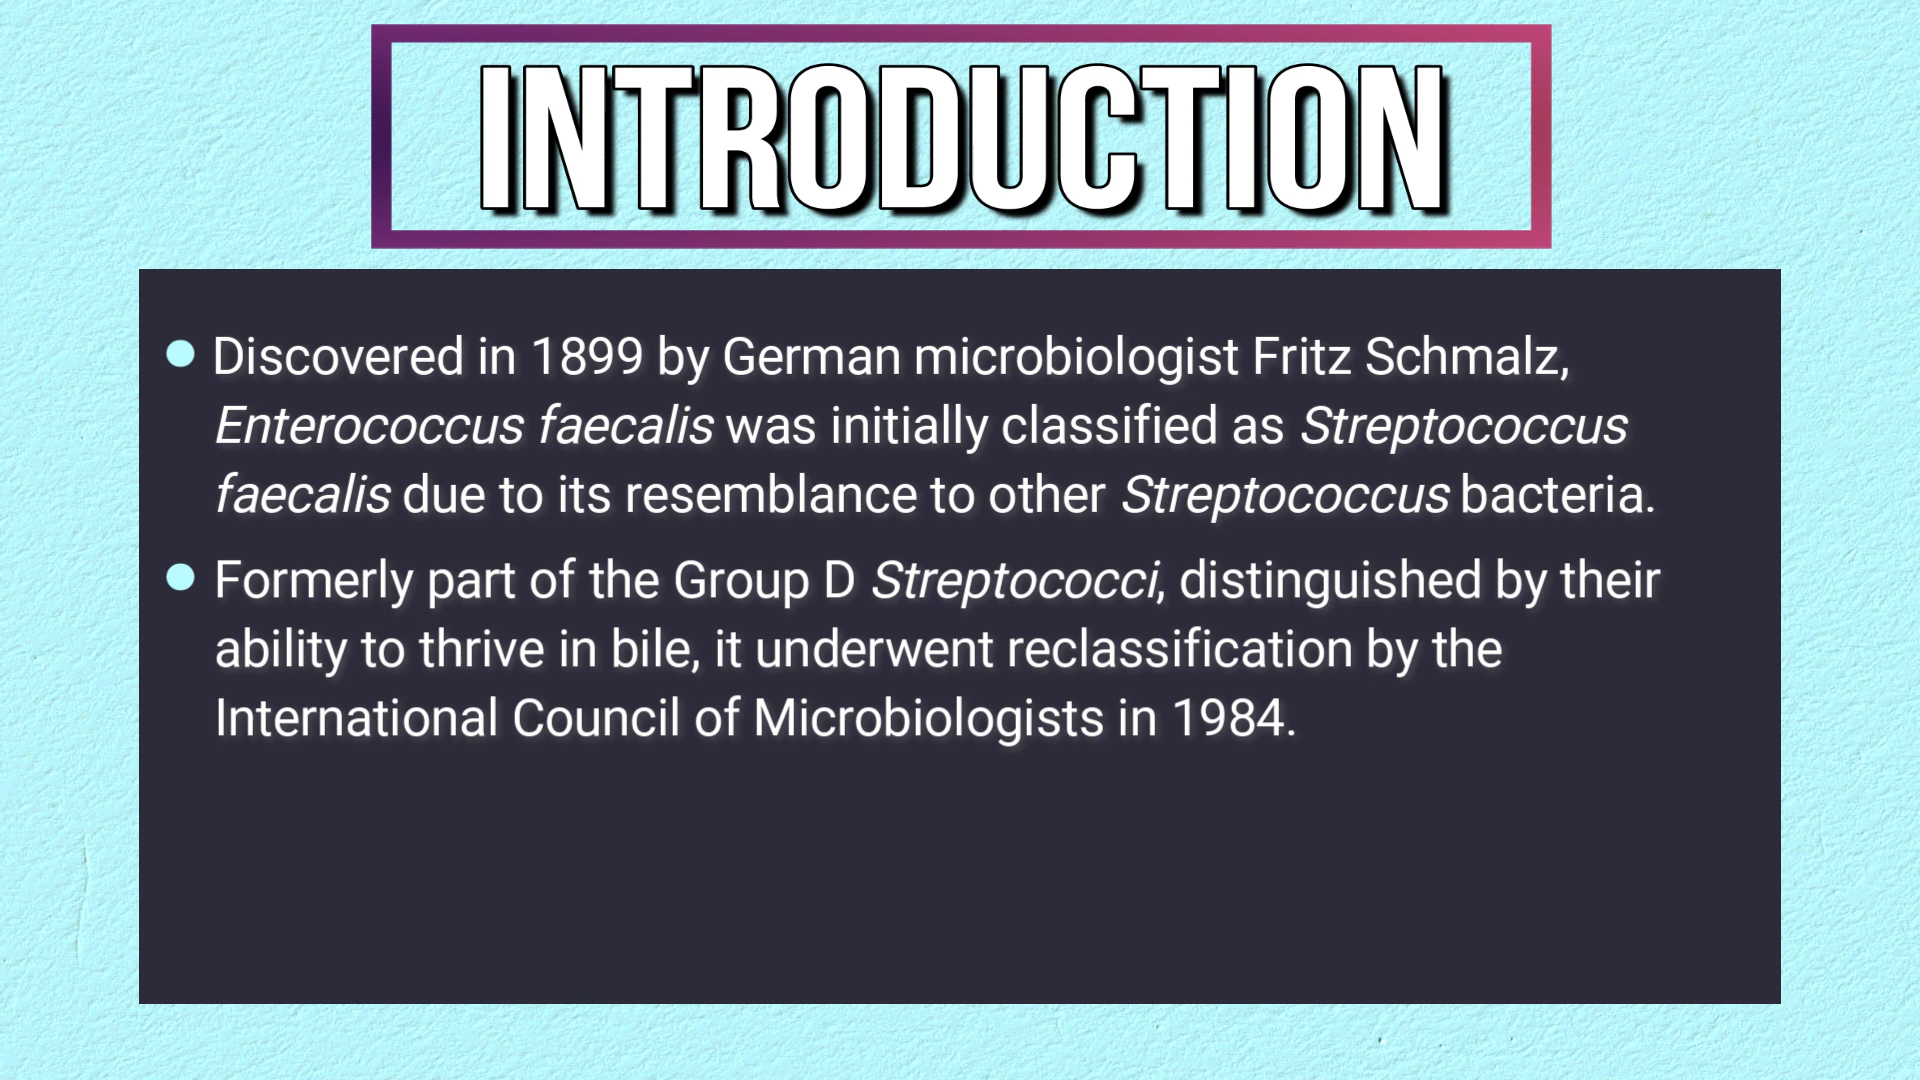 INTRODUCTION
Discovered in 1899 by German microbiologist Fritz Schmalz,
Enterococcus faecalis was initially classified as Streptococcus
faecalis due to its resemblance to other Streptococcus bacteria.
Formerly part of the Group D Streptococci, distinguished by their
ability to thrive in bile, it underwent reclassification by the
International Council of Microbiologists in 1984.